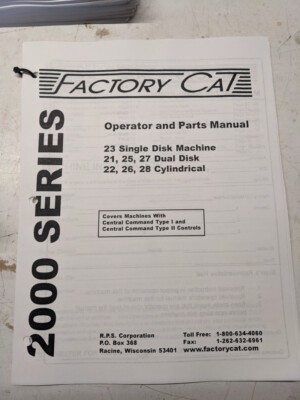 FACTORY CAT
Operator and Parts Manual
23 Single Disk Machine
21, 25, 27 Dual Disk
22, 26, 28 Cylindrical
2000 SERIES
Covers Machines With
Central Command Type I and
Central Command Type II Controls
R.P.S. Corporation
P.O. Box 368
Racine, Wisconsin 53401
Toll Free: 1-800-634-4060
Fax: 1-262-632-6961
www.factorycat.com